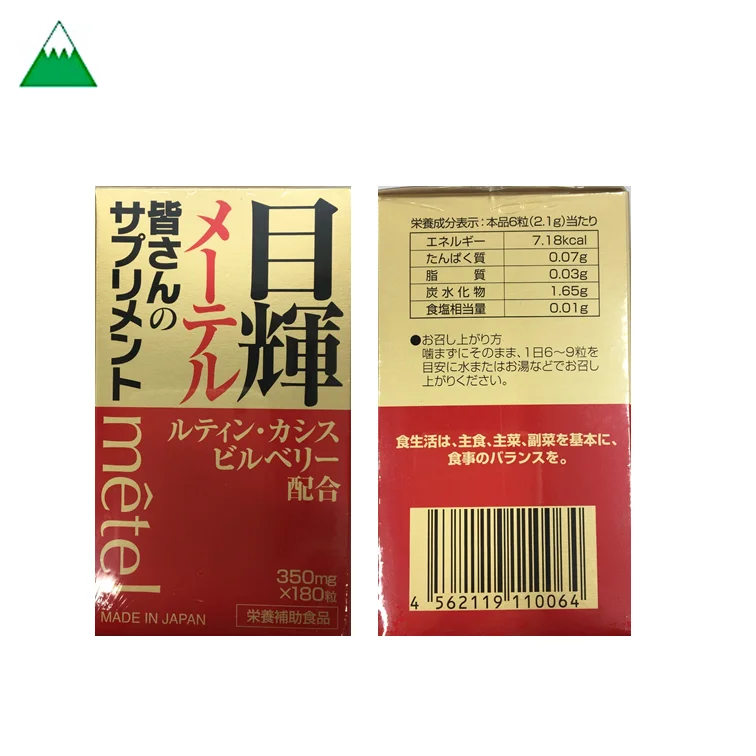 目輝
メーテル
皆さんの
サプリメント
mêtel
ルティン・カシス
ビルベリー
配合
350mg
×180粒
MADE IN JAPAN
栄養補助食品
栄養成分表示:本品6粒(2.1g)当たり
エネルギー 7.18kcal
たんぱく質 0.07g
脂質 0.03g
炭水化物 1.65g
食塩相当量 0.01g
●お召し上がり方
噛まずにそのまま、1日6〜9粒を
目安に水またはお湯などでお召し
上がりください。
食生活は、主食、主菜、副菜を基本に、
食事のバランスを。
4 562119 110064